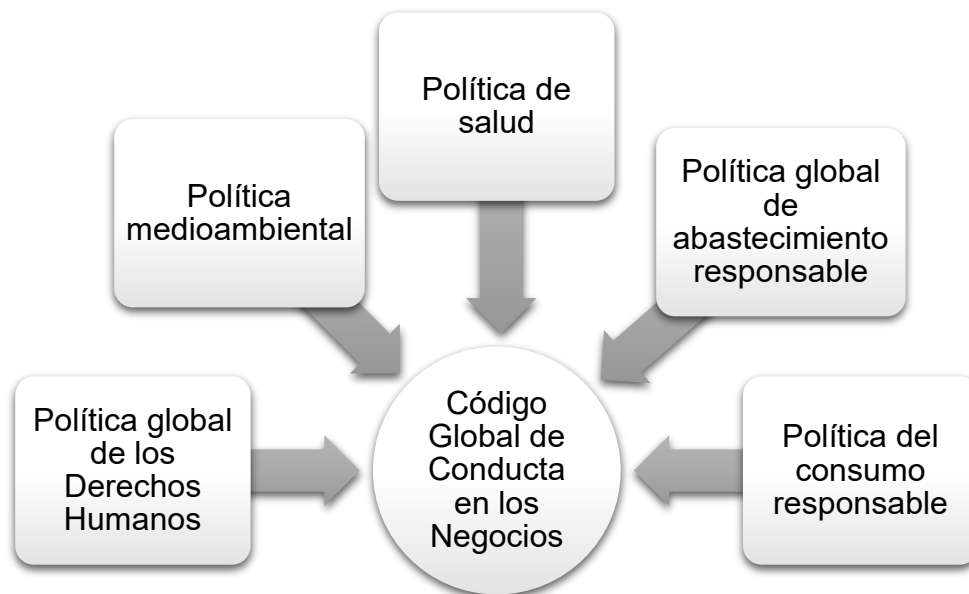 Política de
salud
Política
medioambiental
Política global
de
abastecimiento
responsable
Política global
de los
Derechos
Humanos
Código
Global de
Conducta
en los
Negocios
Política del
consumo
responsable